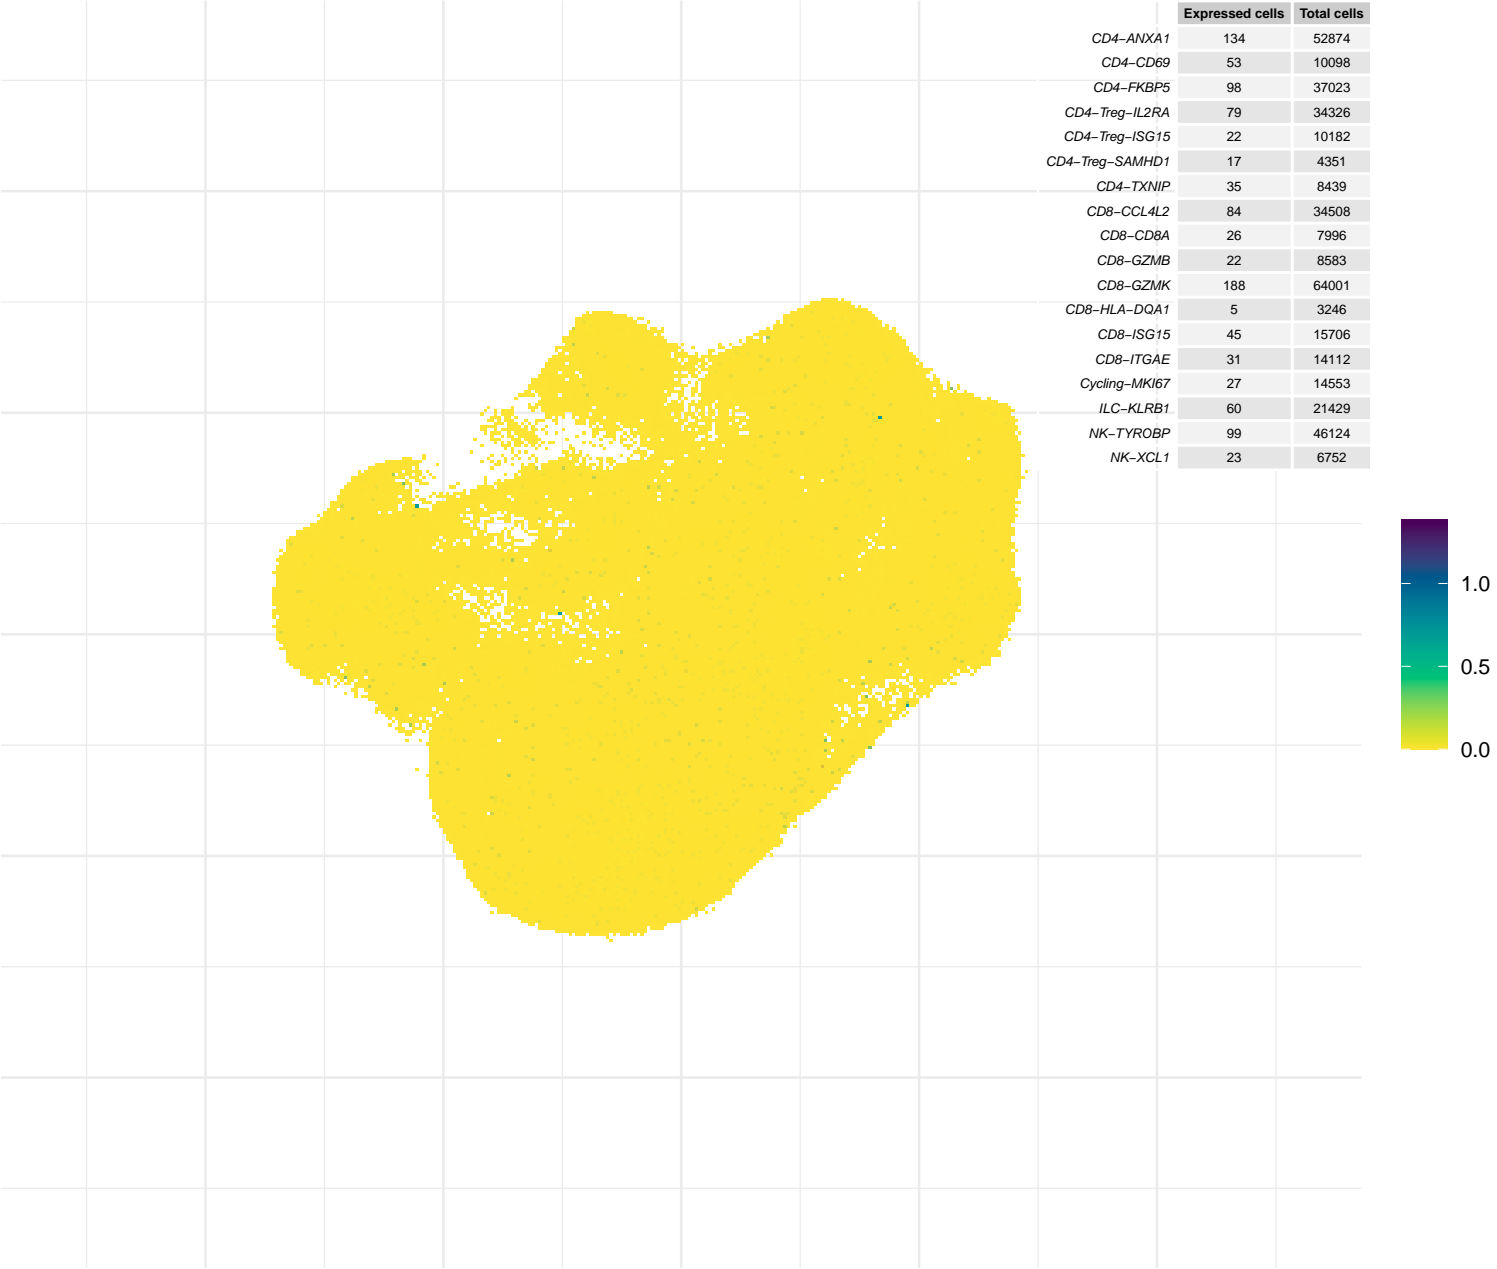 Expressed cells Total cells
CD4−ANXA1 134 52874
CD4−CD69 53 10098
CD4−FKBP5 98 37023
CD4−Treg−IL2RA 79 34326
CD4−Treg−ISG15 22 10182
CD4−Treg−SAMHD1 17 4351
CD4−TXNIP 35 8439
CD8−CCL4L2 84 34508
CD8−CD8A 26 7996
CD8−GZMB 22 8583
CD8−GZMK 188 64001
CD8−HLA−DQA1 5 3246
CD8−ISG15 45 15706
CD8−ITGAE 31 14112
Cycling−MKI67 27 14553
ILC−KLRB1 60 21429
NK−TYROBP 99 46124
NK−XCL1 23 6752
1.0
0.5
0.0